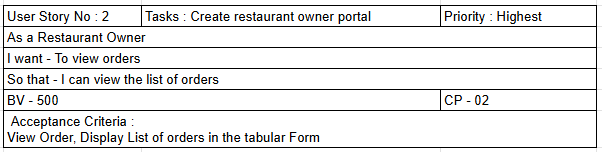 User Story No : 2 Tasks : Create restaurant owner portal Priority : Highest
As a Restaurant Owner
I want - To view orders
So that - I can view the list of orders
BV - 500 CP - 02
Acceptance Criteria :
View Order, Display List of orders in the tabular Form